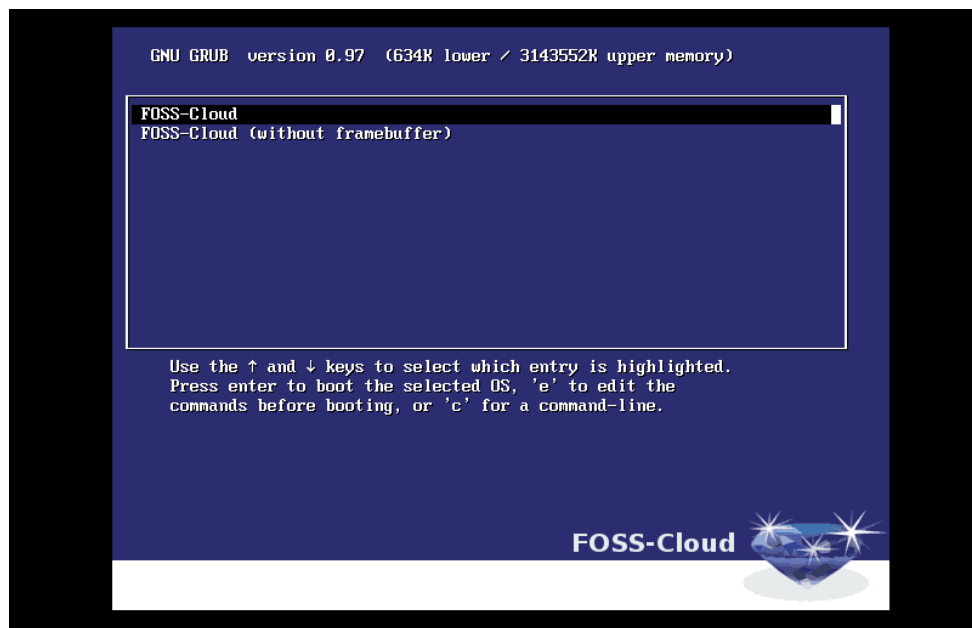 GNU GRUB version 0.97 (634K lower / 3143552K upper memory)
FOSS-Cloud
FOSS-Cloud (without framebuffer)
Use the ↑ and ↓ keys to select which entry is highlighted.
Press enter to boot the selected OS, 'e' to edit the
commands before booting, or 'c' for a command-line.
FOSS-Cloud